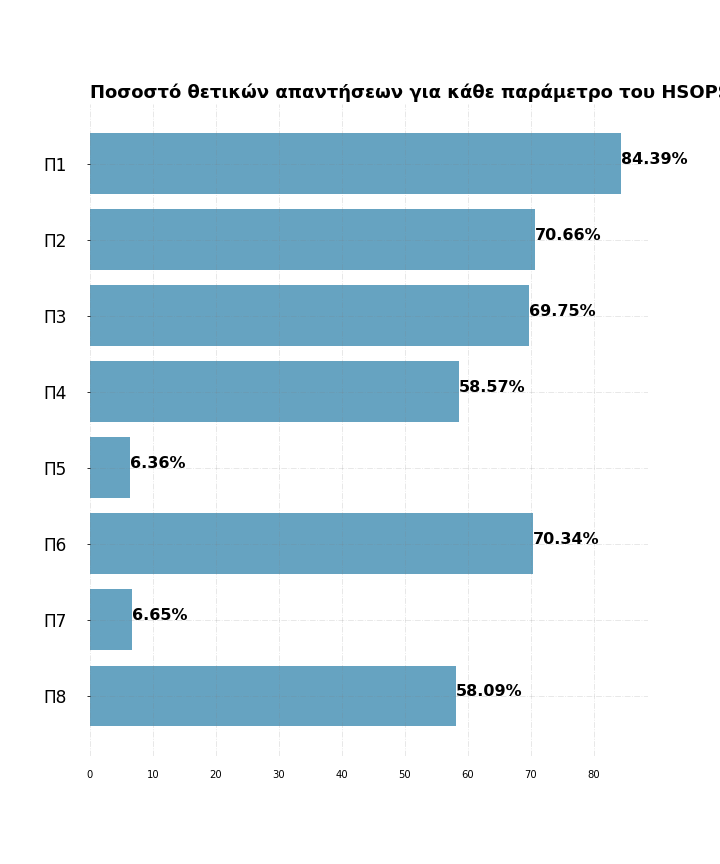 Ποσοστό θετικών απαντήσεων για κάθε παράμετρο του
Π1 84.39%
Π2 70.66%
Π3 69.75%
Π4 58.57%
Π5 6.36%
Π6 70.34%
Π7 6.65%
Π8 58.09%
0 10 20 30 40 50 60 70 80